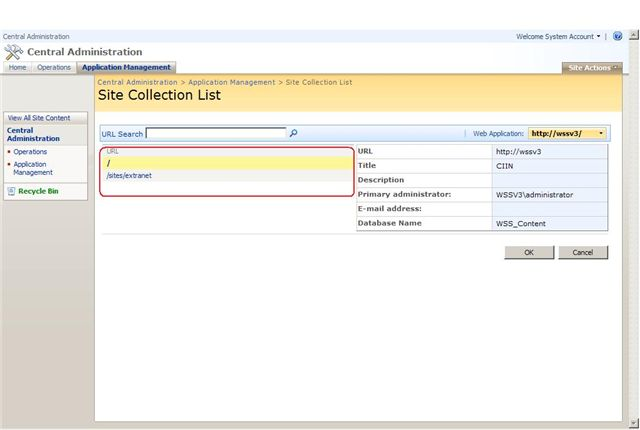 Central Administration
Welcome System Account
Central Administration
Home Operations Application Management
Site Actions
Central Administration > Application Management > Site Collection List
Site Collection List
View All Site Content
Central
Administration
Operations
Application
Management
Recycle Bin
URL Search
Web Application: http://wssv3/
URL
/
/sites/extranet
URL http://wssv3
Title CIIN
Description
Primary administrator: WSSV3\administrator
E-mail address:
Database Name WSS_Content
OK Cancel